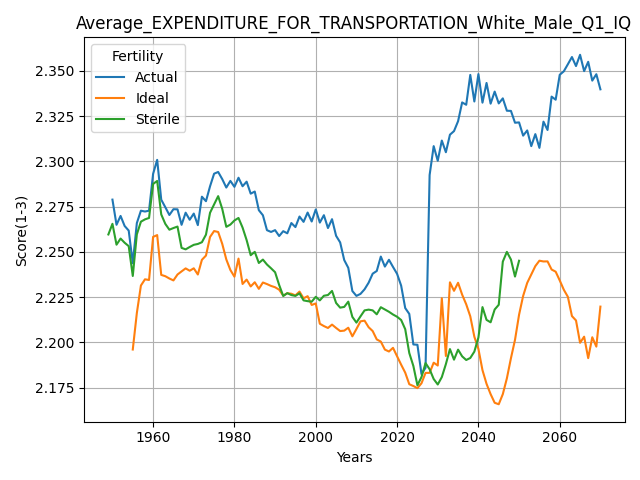 Average_EXPENDITURE_FOR_TRANSPORTATION_White_Male_Q1_IQ
Fertility
Actual
Ideal
Sterile
Score(1-3)
2.350
2.325
2.300
2.275
2.250
2.225
2.200
2.175
1960
1980
2000
2020
2040
2060
Years